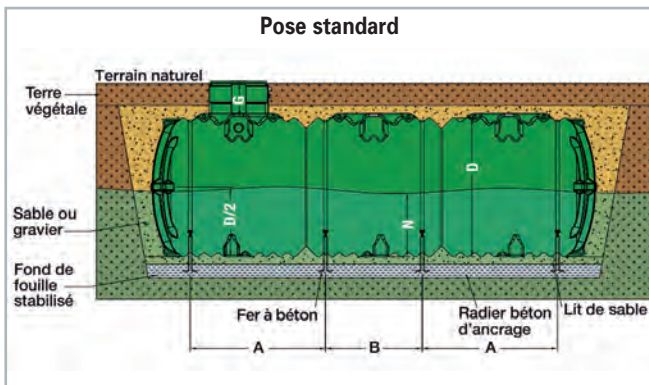 Pose standard
Terrain naturel
Terre
végétale
G
D
D/2
N
Sable ou
gravier
Fond de
fouille
stabilisé
Fer à béton
Radier béton
d'ancrage
Lit de sable
A
B
A